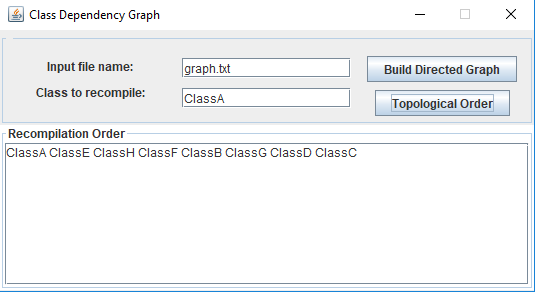 Class Dependency Graph
Input file name:
graph.txt
Build Directed Graph
Class to recompile:
ClassA
Topological Order
Recompilation Order
ClassA ClassE ClassH ClassF ClassB ClassG ClassD ClassC